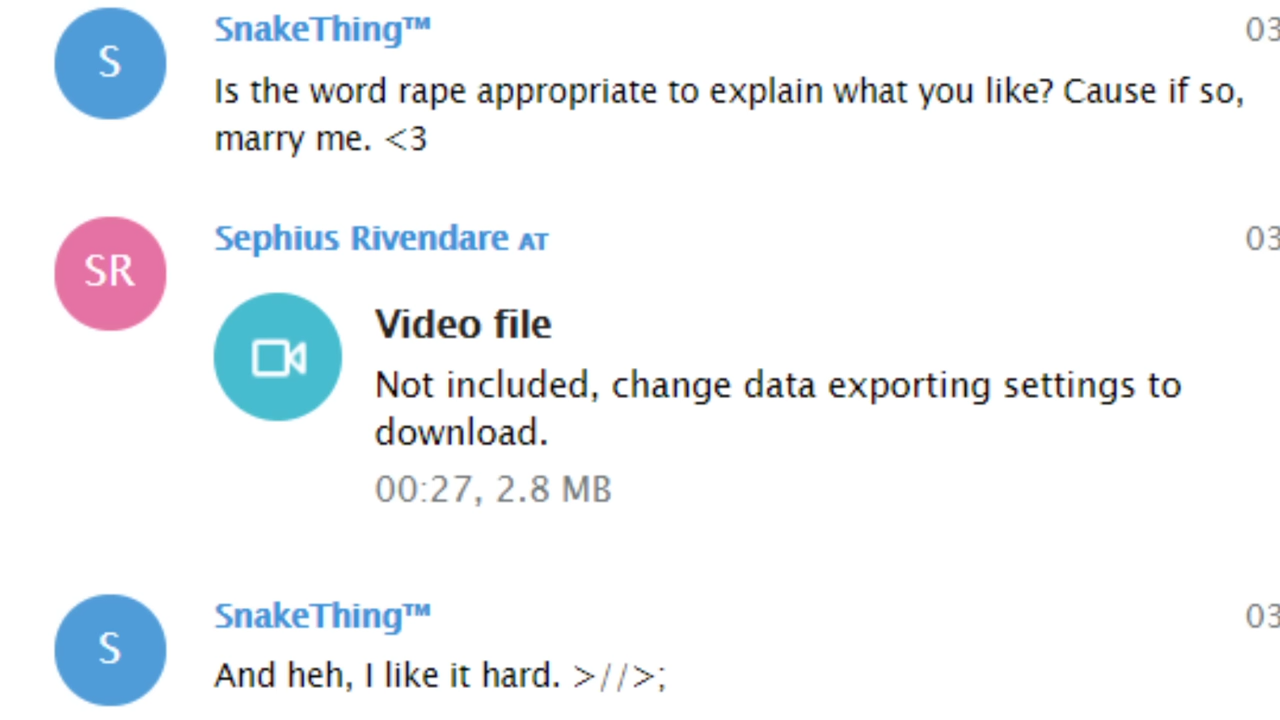 S
SnakeThing™
03
Is the word rape appropriate to explain what you like? Cause if so,
marry me. <3
SR
Sephius Rivendare AT
03
Video file
Not included, change data exporting settings to
download.
00:27, 2.8 MB
S
SnakeThing™
03
And heh, I like it hard. >//>;